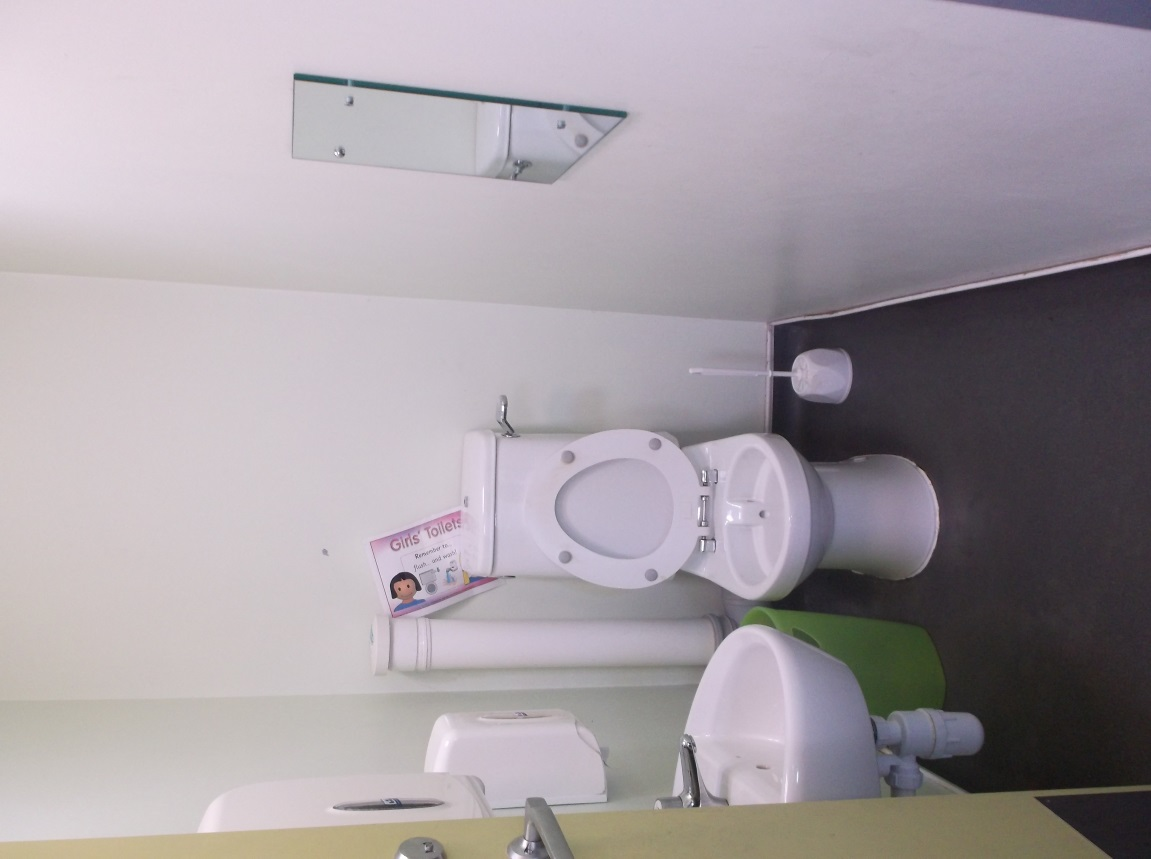 Girls' Toilets
Remember to...
flush... and wash!